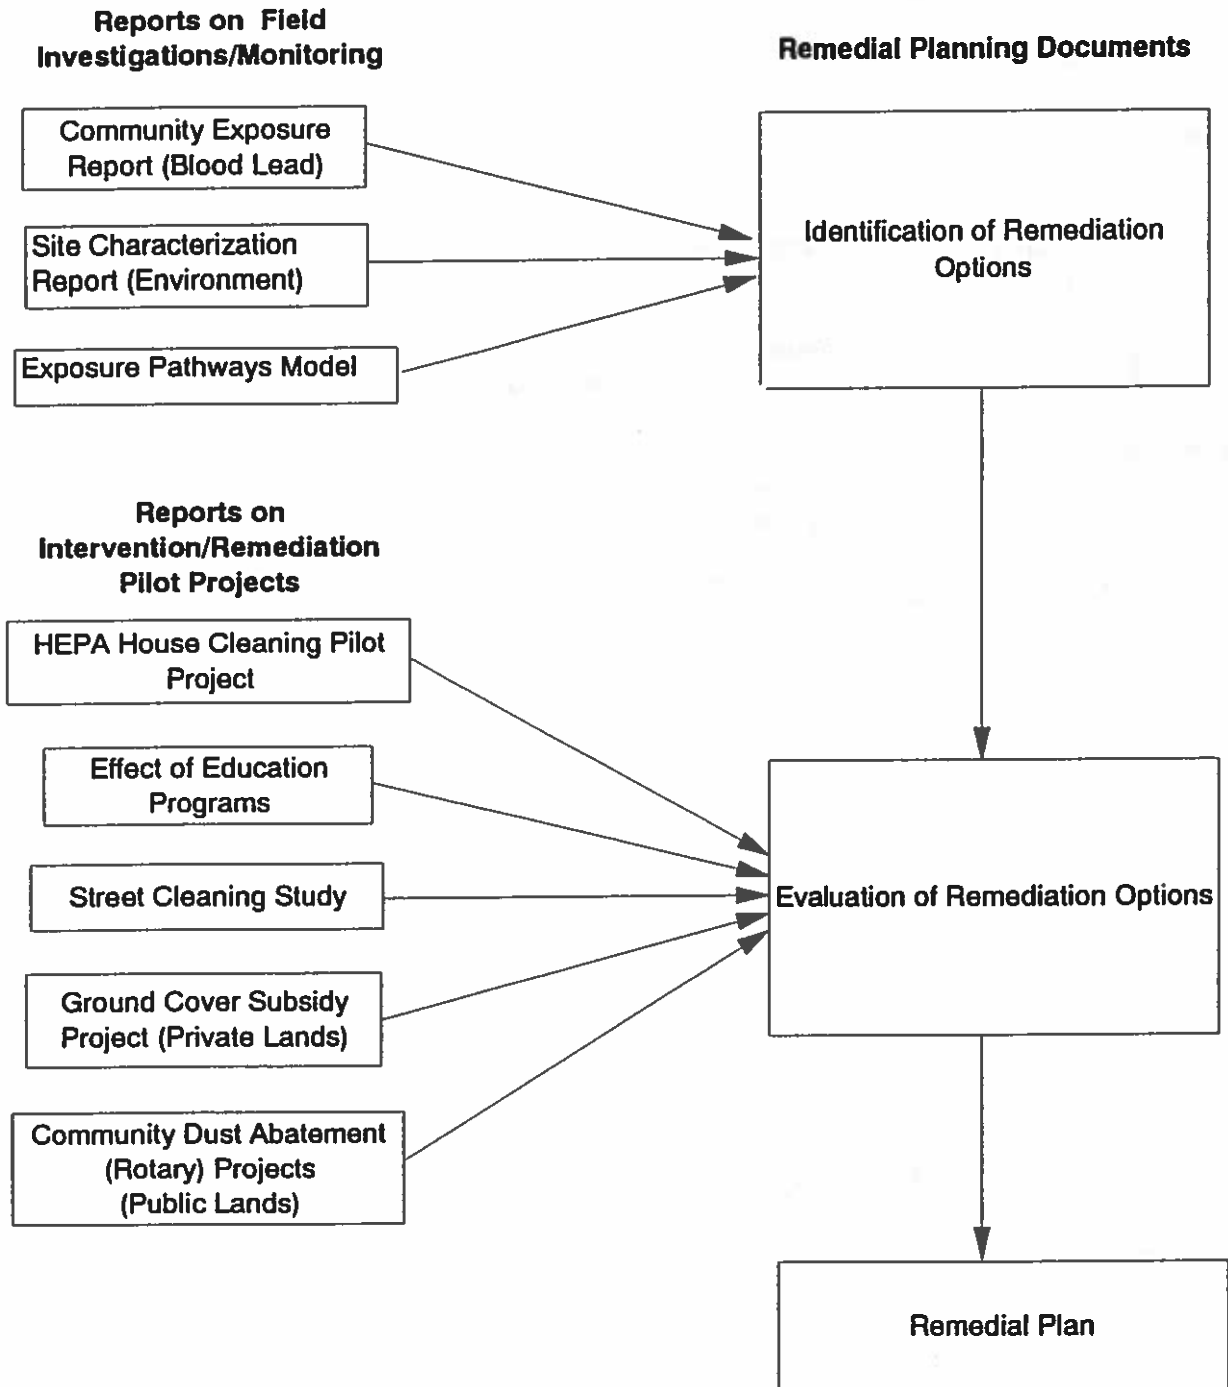 Reports on Field
Investigations/Monitoring
Remedial Planning Documents
Community Exposure
Report (Blood Lead)
Site Characterization
Report (Environment)
Exposure Pathways Model
Identification of Remediation
Options
Reports on
Intervention/Remediation
Pilot Projects
HEPA House Cleaning Pilot
Project
Effect of Education
Programs
Street Cleaning Study
Ground Cover Subsidy
Project (Private Lands)
Community Dust Abatement
(Rotary) Projects
(Public Lands)
Evaluation of Remediation Options
Remedial Plan